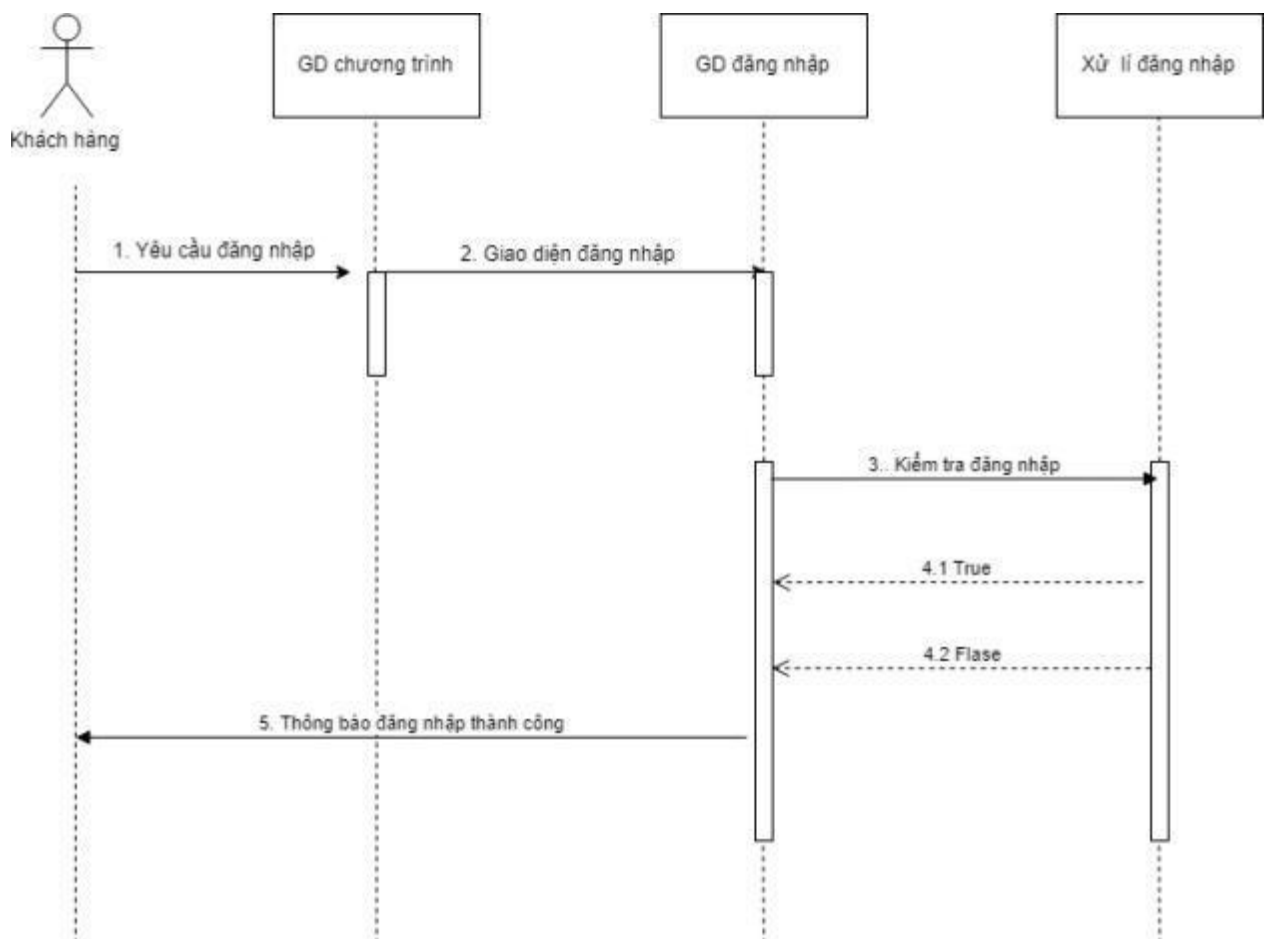 GD chương trình
GD đăng nhập
Xử lí đăng nhập
Khách hàng
1. Yêu cầu đăng nhập
2. Giao diện đăng nhập
3.. Kiểm tra đăng nhập
4.1 True
4.2 Flase
5. Thông báo đăng nhập thành công